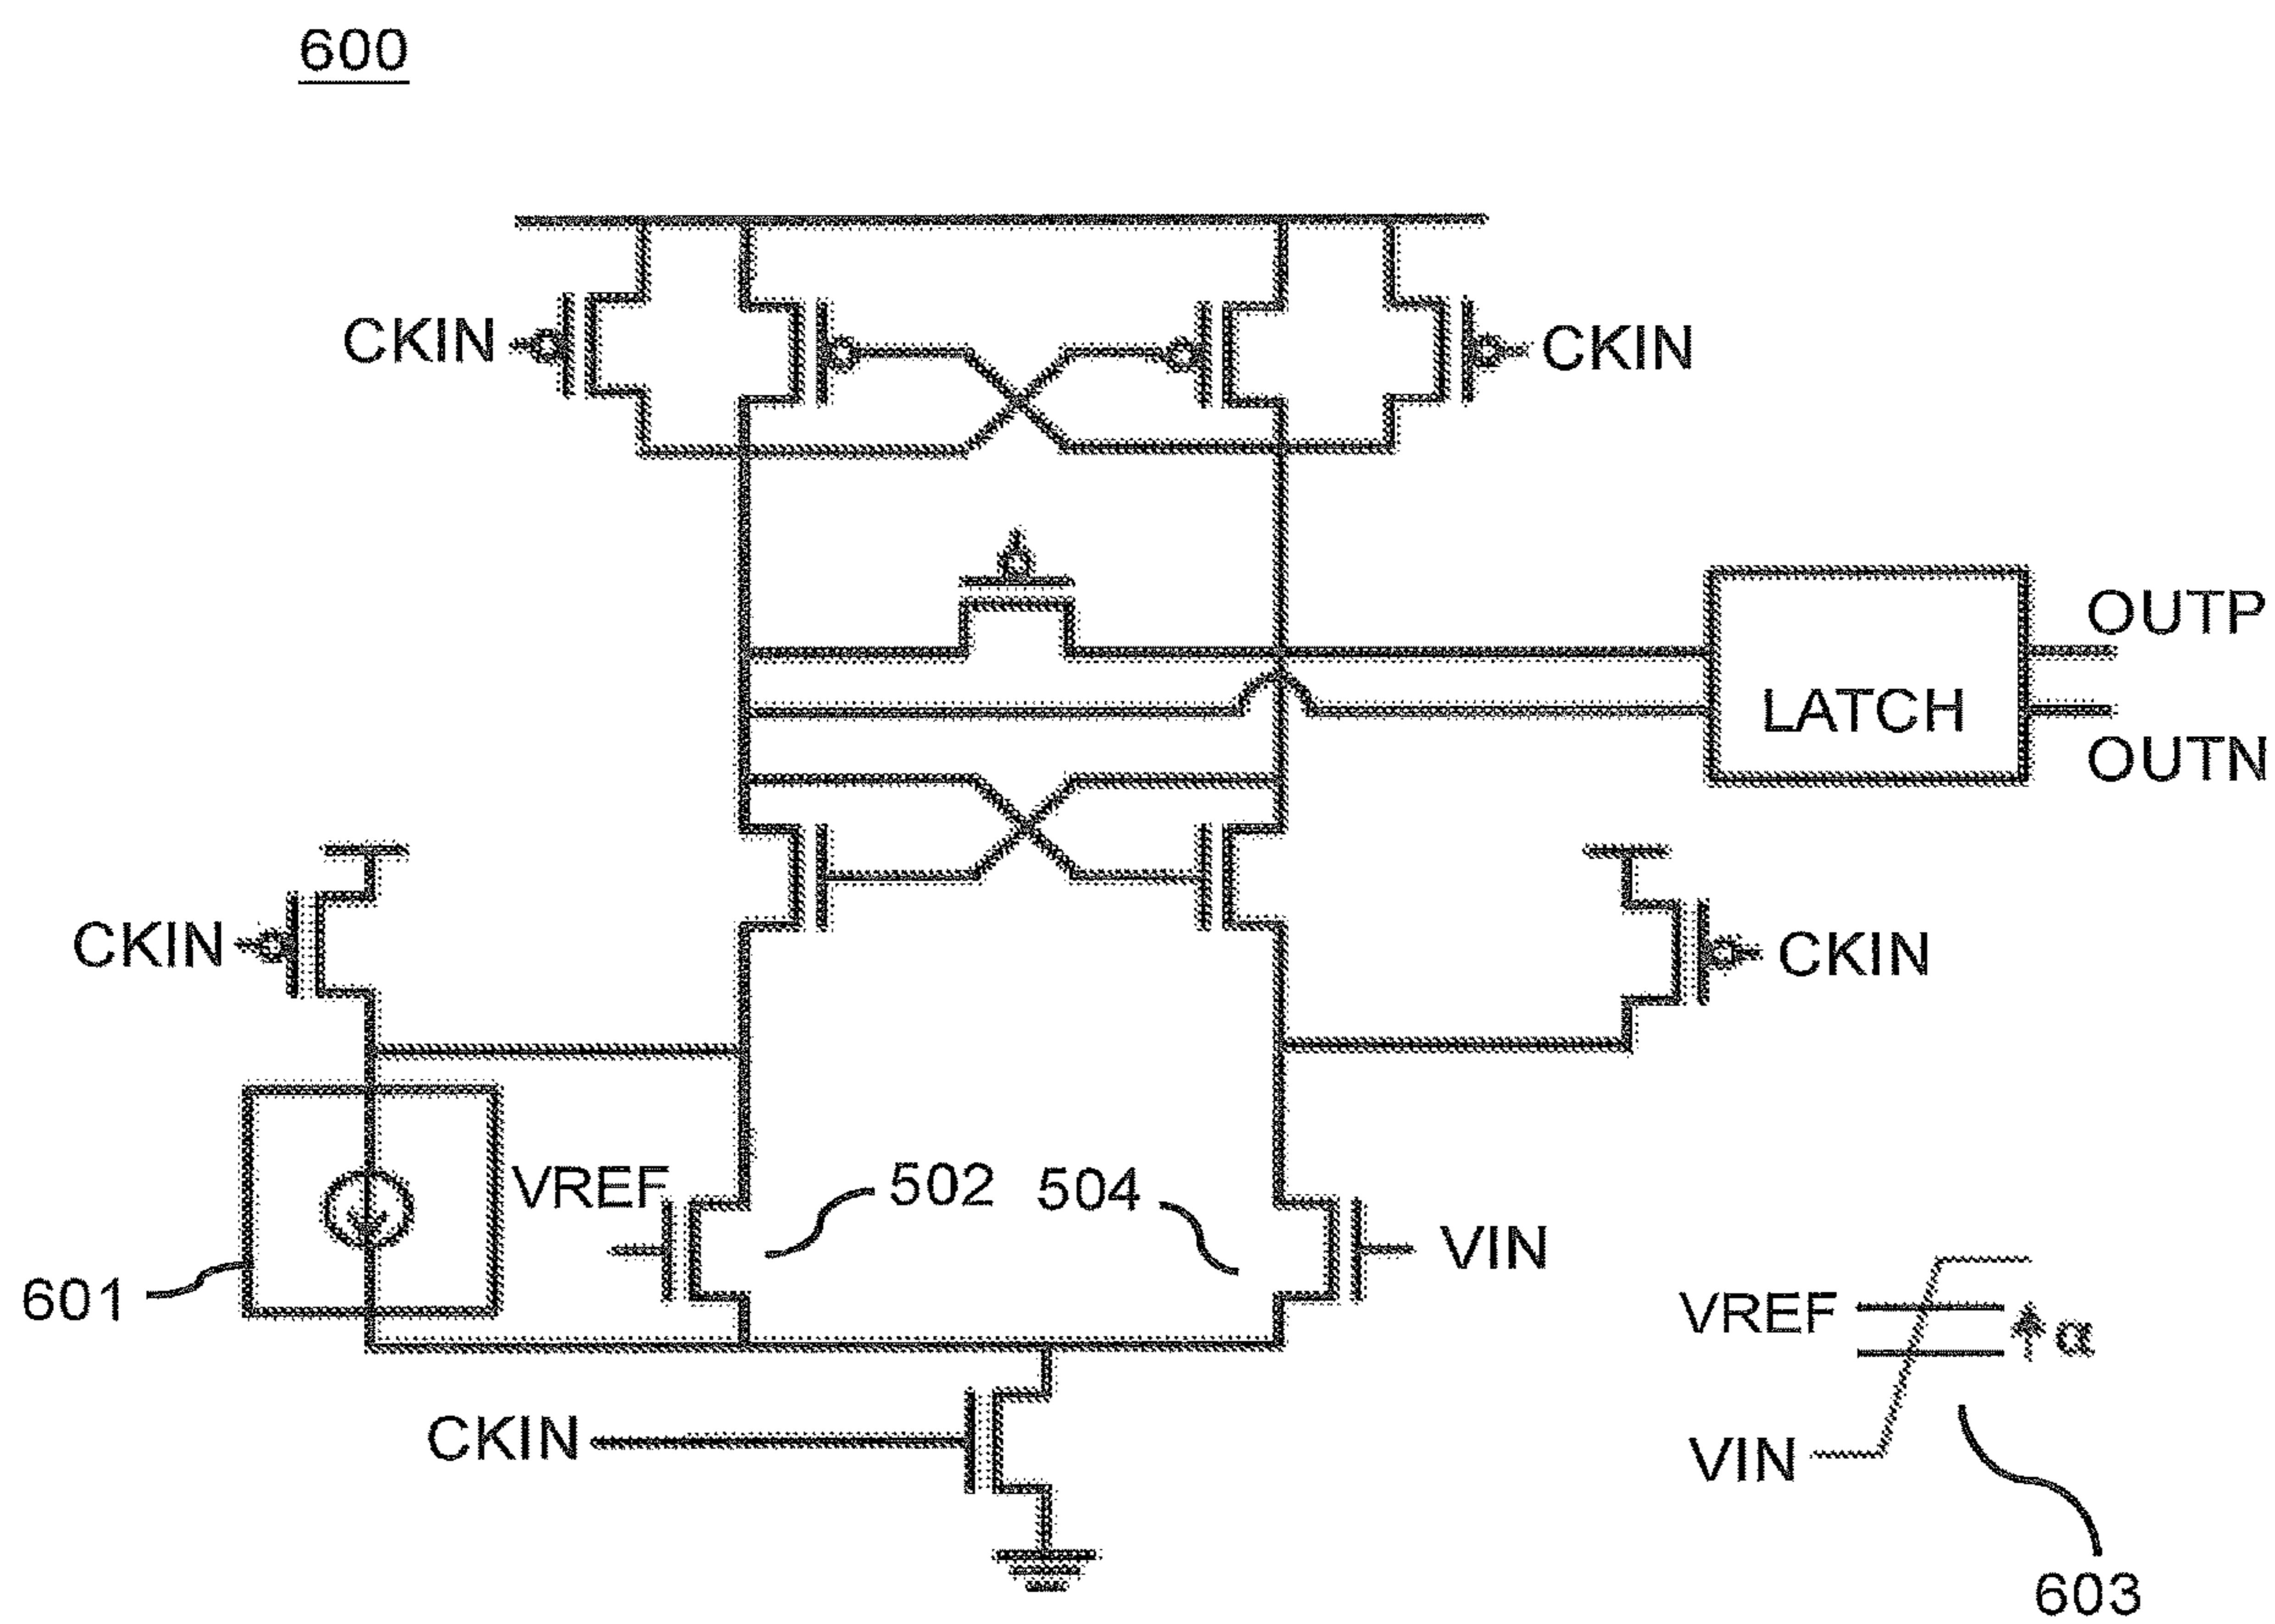 600
CKIN
CKIN
OUTP
LATCH
OUTN
CKIN
CKIN
VREF
502
504
VIN
601
VREF
α
CKIN
VIN
603